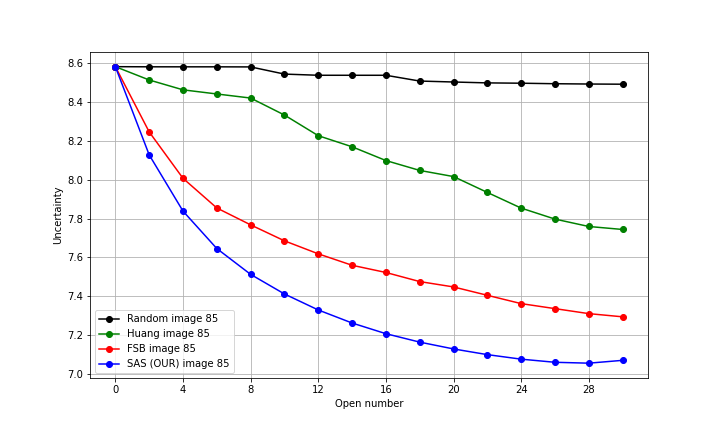 8.6
8.4
8.2
8.0
7.8
7.6
7.4
7.2
7.0
Uncertainty
Random image 85
Huang image 85
FSB image 85
SAS (OUR) image 85
0 4 8 12 16 20 24 28
Open number